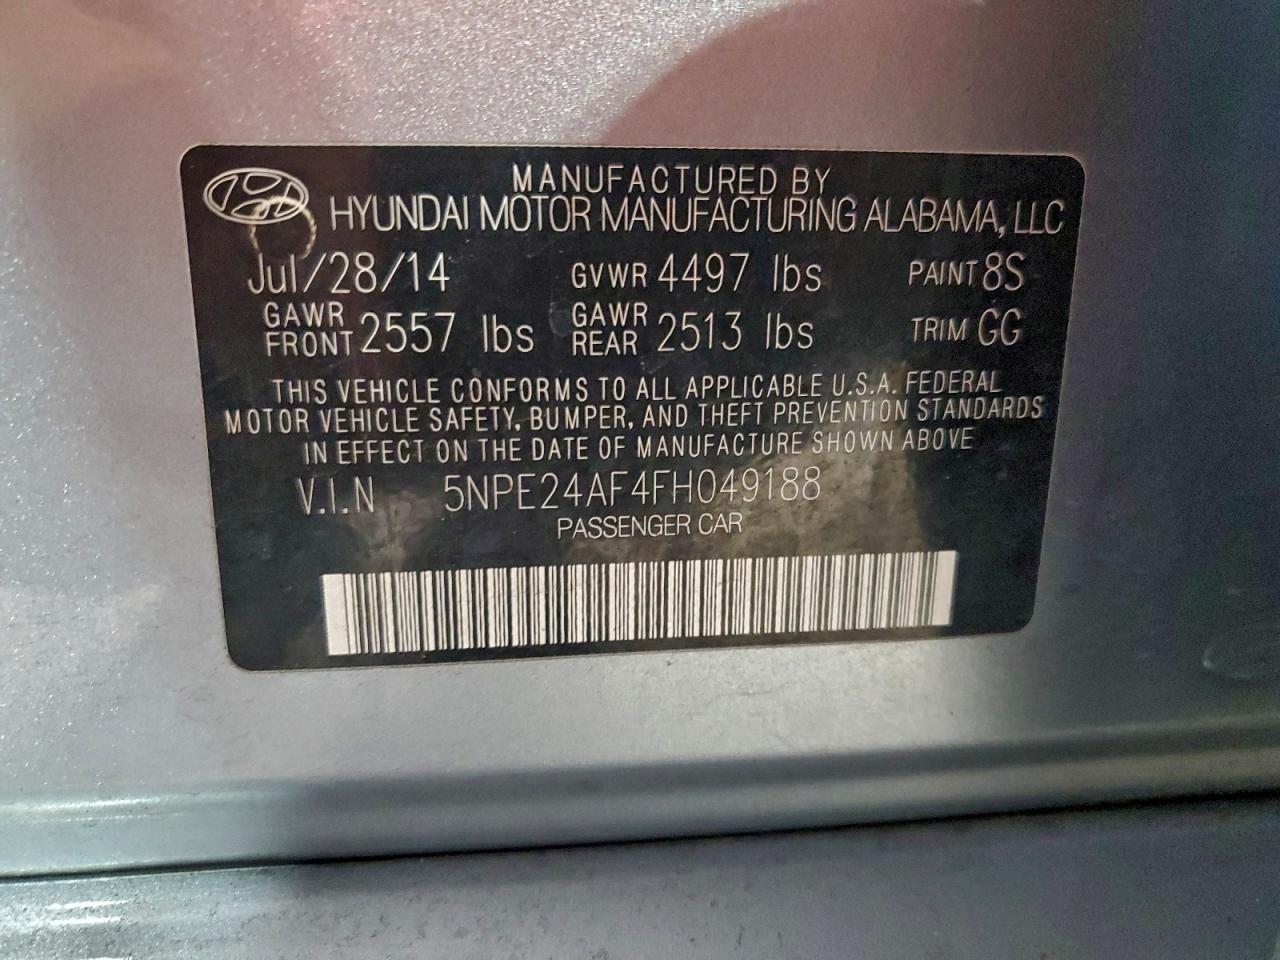 MANUFACTURED BY
HYUNDAI MOTOR MANUFACTURING ALABAMA, LLC
Jul/28/14 GVWR 4497 lbs PAINT 8S
GAWR FRONT 2557 lbs GAWR REAR 2513 lbs TRIM GG
THIS VEHICLE CONFORMS TO ALL APPLICABLE U.S.A. FEDERAL
MOTOR VEHICLE SAFETY, BUMPER, AND THEFT PREVENTION STANDARDS
IN EFFECT ON THE DATE OF MANUFACTURE SHOWN ABOVE
V.I.N 5NPE24AF4FH049188
PASSENGER CAR